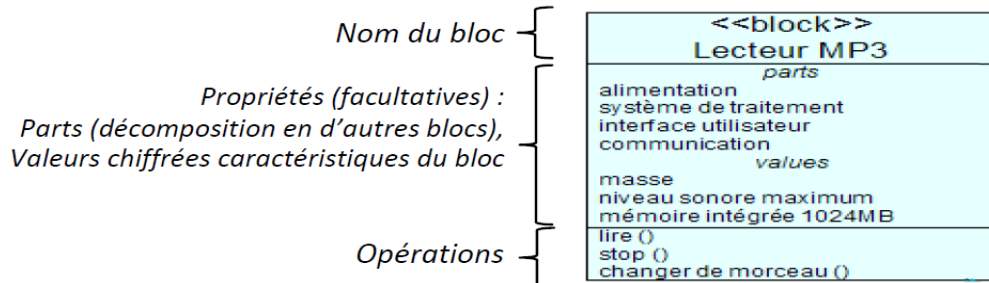 Nom du bloc
Propriétés (facultatives) :
Parts (décomposition en d'autres blocs),
Valeurs chiffrées caractéristiques du bloc
Opérations
<<block>>
Lecteur MP3
parts
alimentation
système de traitement
interface utilisateur
communication
values
masse
niveau sonore maximum
mémoire intégrée 1024MB
lire ()
stop ()
changer de morceau ()